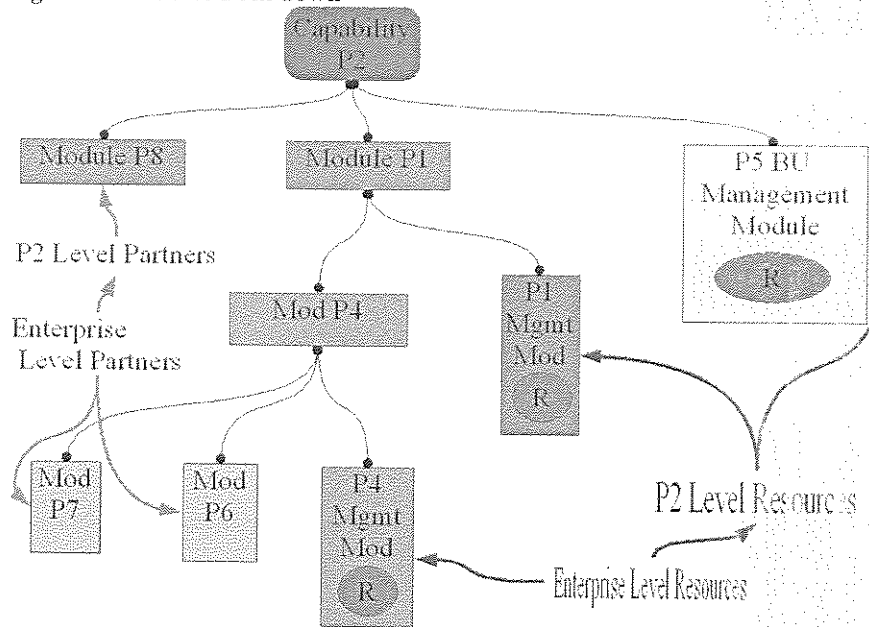 Capability
P2
Module P8
Module P1
P5 BU
Management
Module
R
P2 Level Partners
Mod P4
P1
Mgmt
Mod
R
Enterprise
Level Partners
Mod
P7
Mod
P6
P4
Mgmt
Mod
R
P2 Level Resources
Enterprise Level Resources